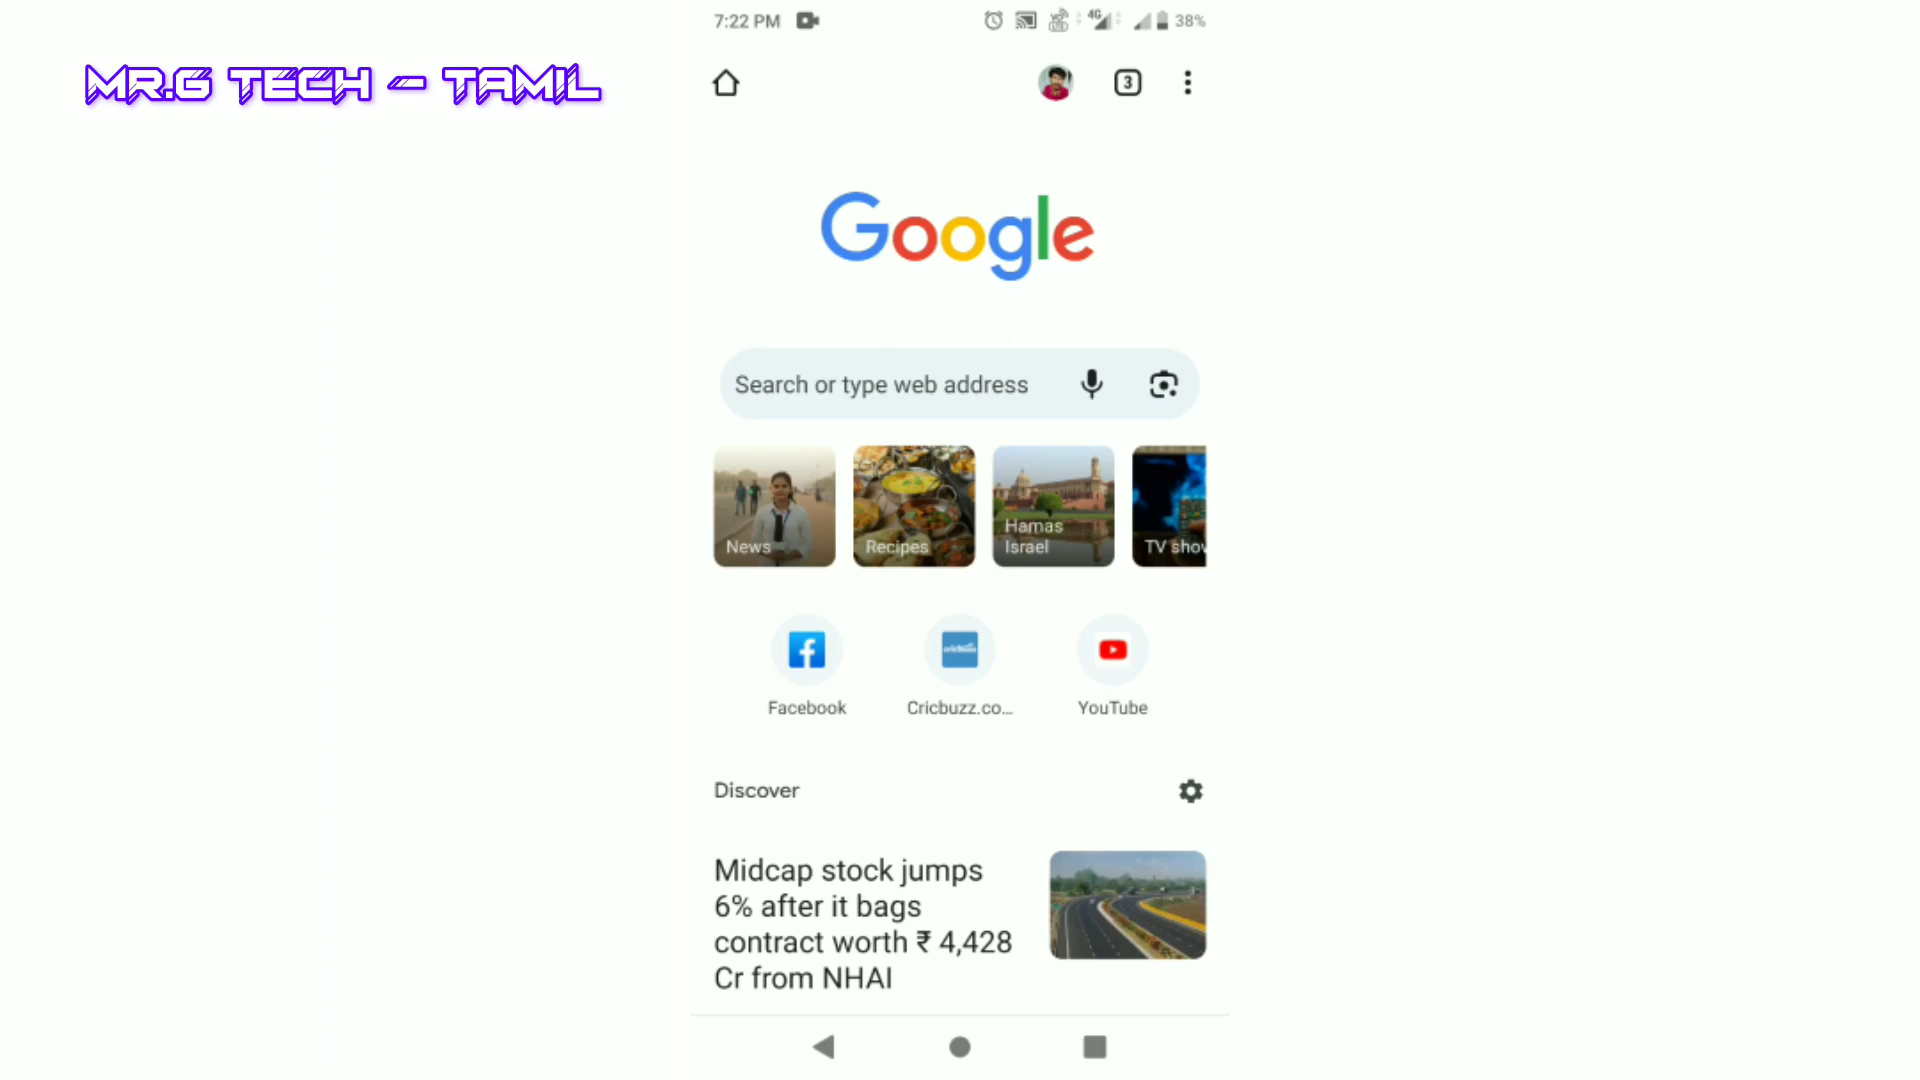 7:22 PM
4G
38%
MR.G TECH - TAMIL
3
Google
Search or type web address
News
Recipes
Hamas
Israel
TV shov
Facebook
Cricbuzz.co...
YouTube
Discover
Midcap stock jumps
6% after it bags
contract worth ₹ 4,428
Cr from NHAI